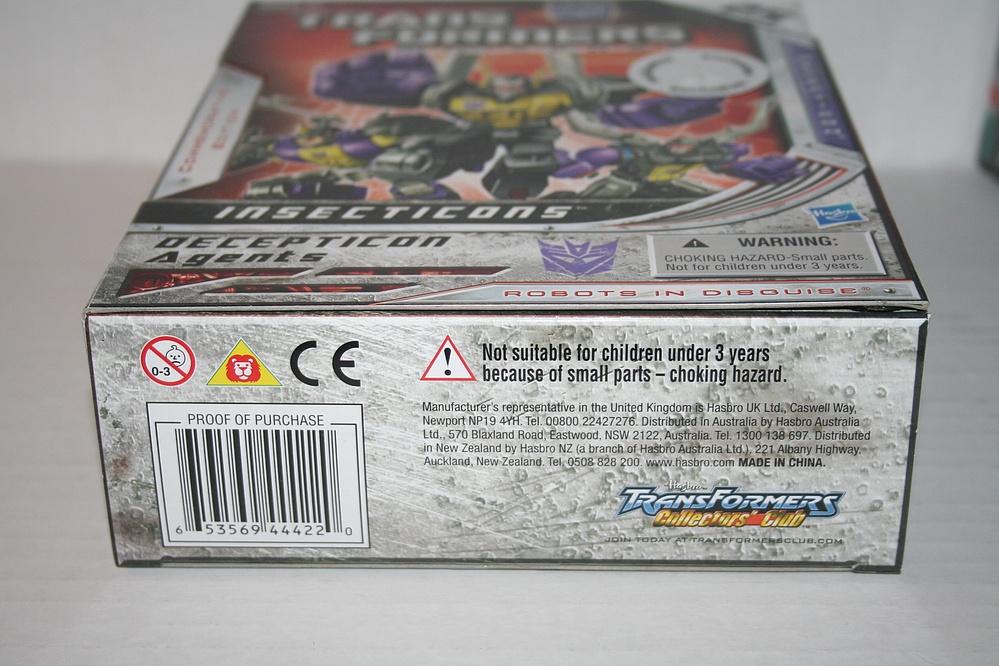 TRANSFORMERS
INSECTICONS™
Hasbro
DECEPTICON
Agents
WARNING:
CHOKING HAZARD-Small parts.
Not for children under 3 years.
ROBOTS IN DISGUISE®
0-3
CE
Not suitable for children under 3 years
because of small parts – choking hazard.
PROOF OF PURCHASE
6 53569 44422 0
Manufacturer's representative in the United Kingdom is Hasbro UK Ltd., Caswell Way,
Newport NP19 4YH. Tel. 00800 22427276. Distributed in Australia by Hasbro Australia
Ltd., 570 Blaxland Road, Eastwood, NSW 2122, Australia. Tel. 1300 138 697. Distributed
in New Zealand by Hasbro NZ (a branch of Hasbro Australia Ltd.), 221 Albany Highway,
Auckland, New Zealand. Tel. 0508 828 200. www.hasbro.com MADE IN CHINA.
Hasbro
TRANSFORMERS
Collectors' Club
JOIN TODAY AT TRANSFORMERSCLUB.COM